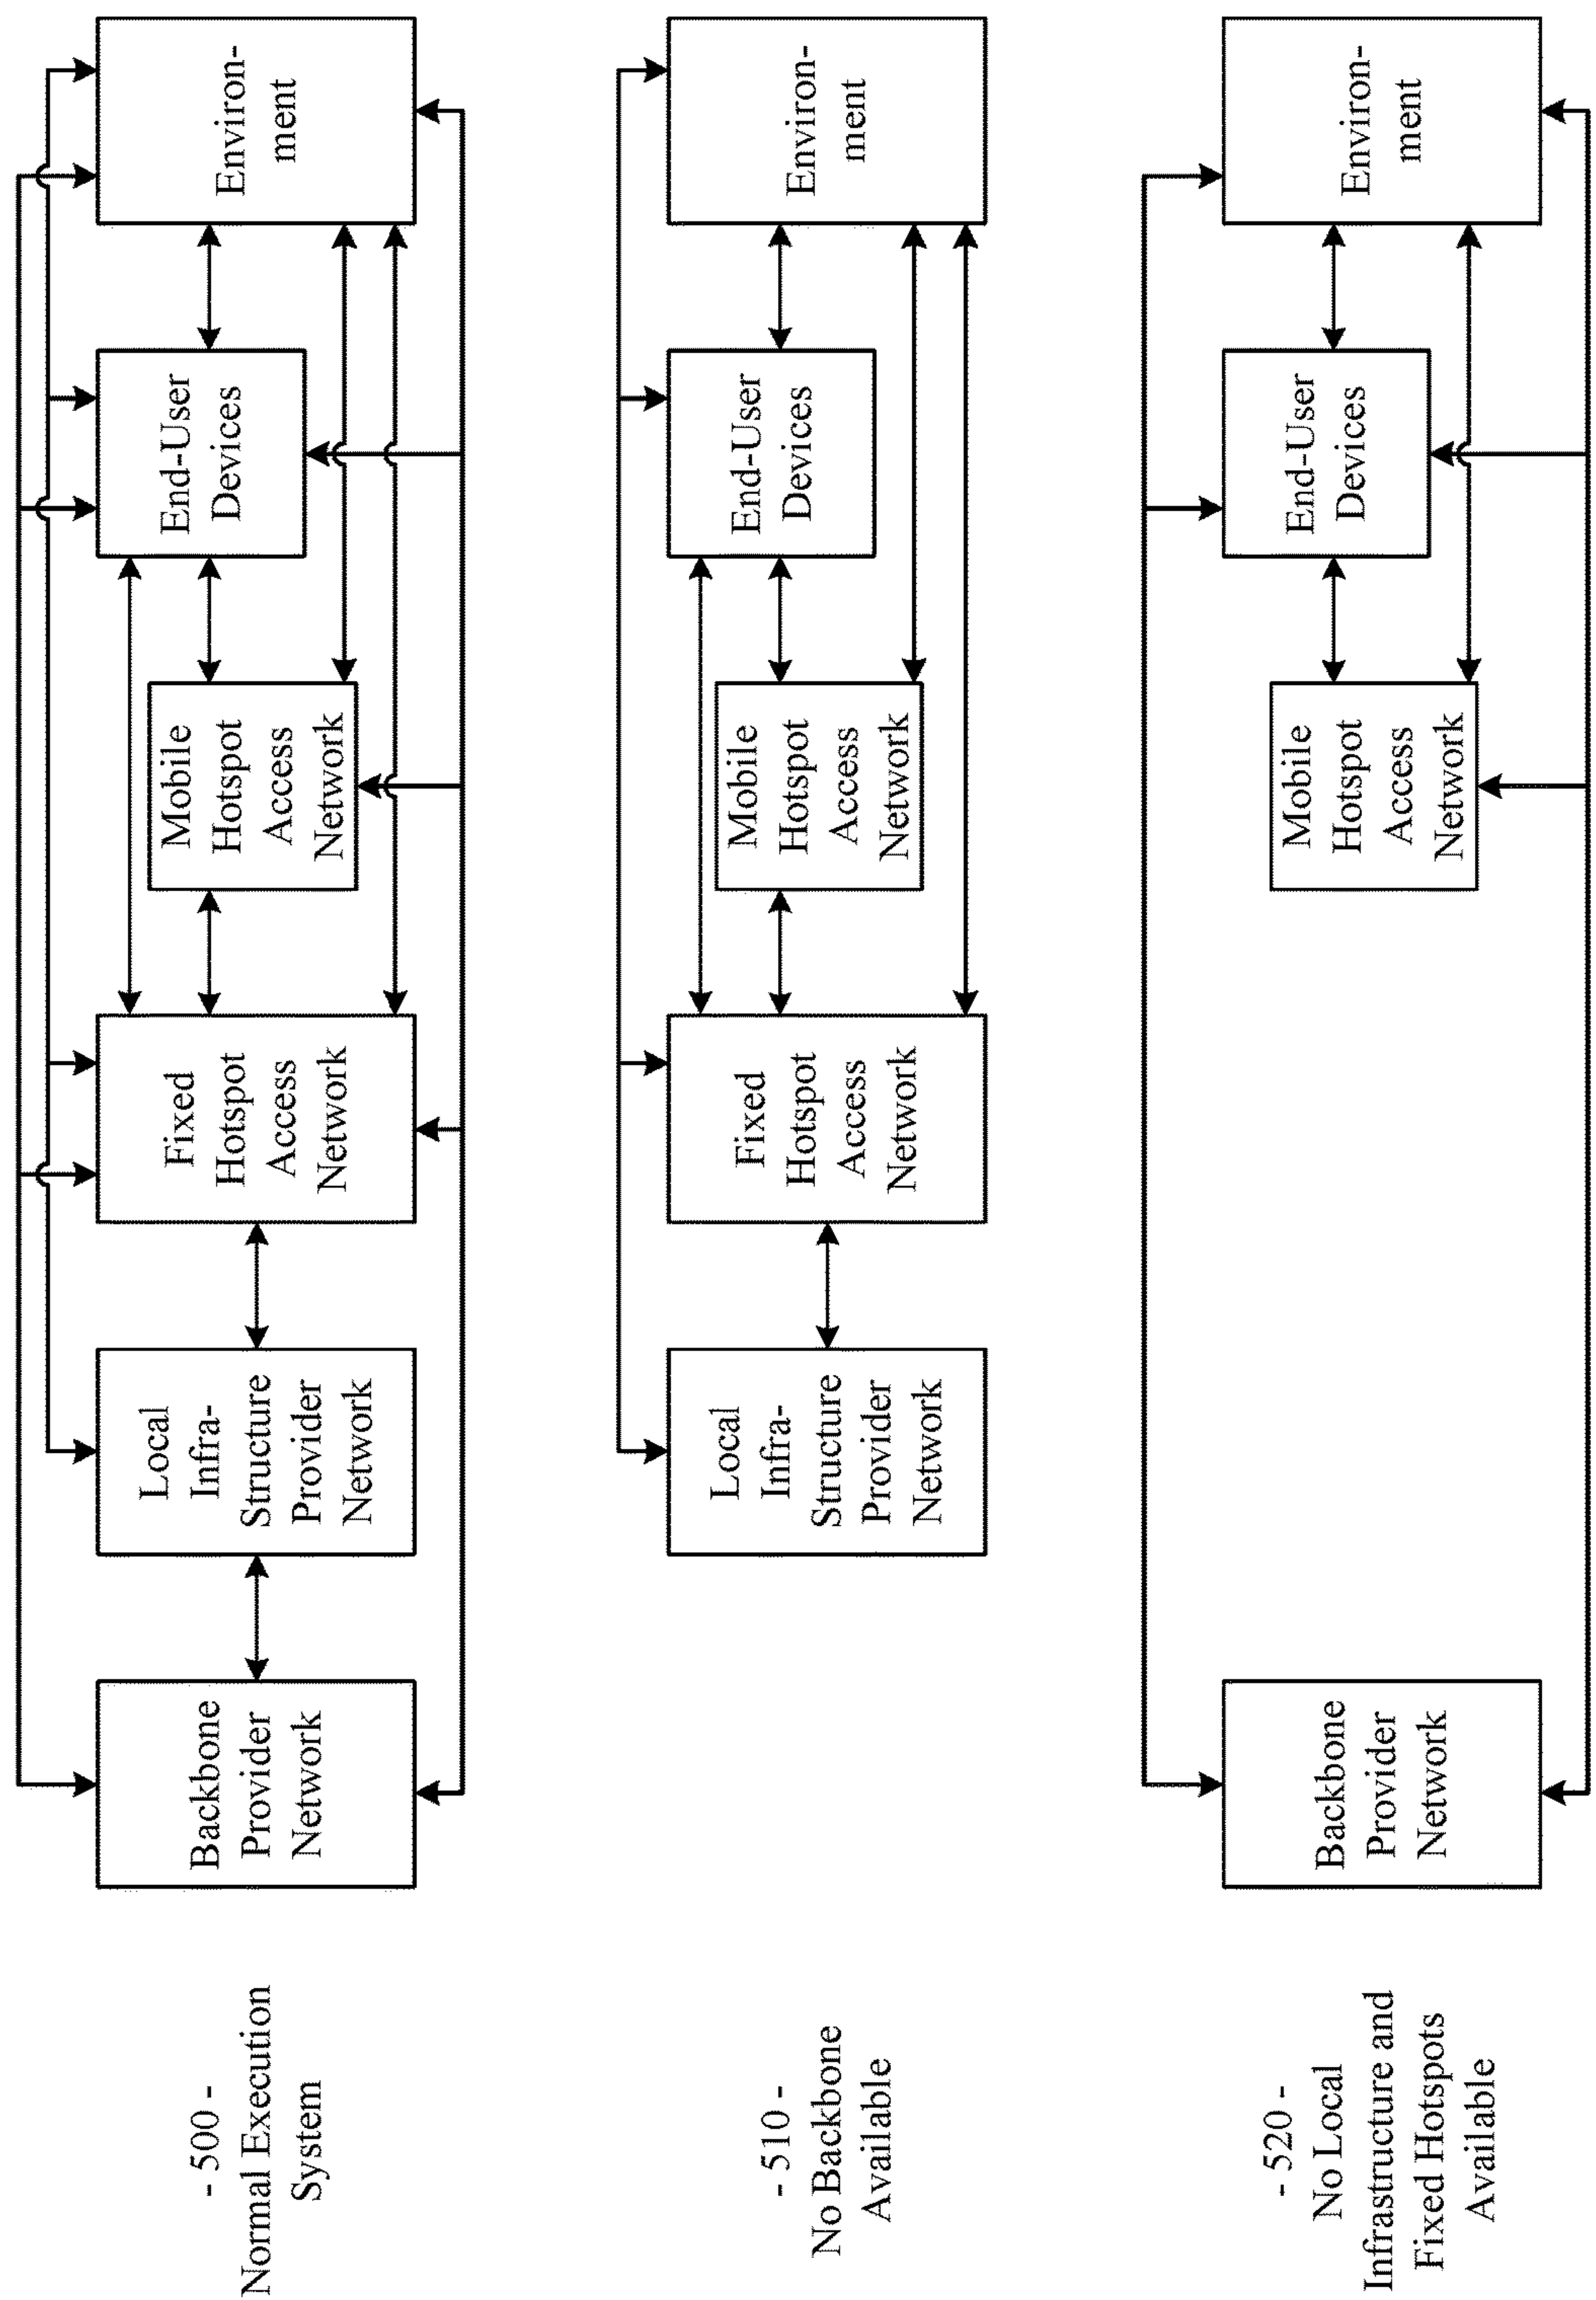 - 500 -
Normal Execution
System
Backbone
Provider
Network
Local
Infra-
Structure
Provider
Network
Fixed
Hotspot
Access
Network
Mobile
Hotspot
Access
Network
End-User
Devices
Environ-
ment
- 510 -
No Backbone
Available
Local
Infra-
Structure
Provider
Network
Fixed
Hotspot
Access
Network
Mobile
Hotspot
Access
Network
End-User
Devices
Environ-
ment
- 520 -
No Local
Infrastructure and
Fixed Hotspots
Available
Backbone
Provider
Network
Mobile
Hotspot
Access
Network
End-User
Devices
Environ-
ment